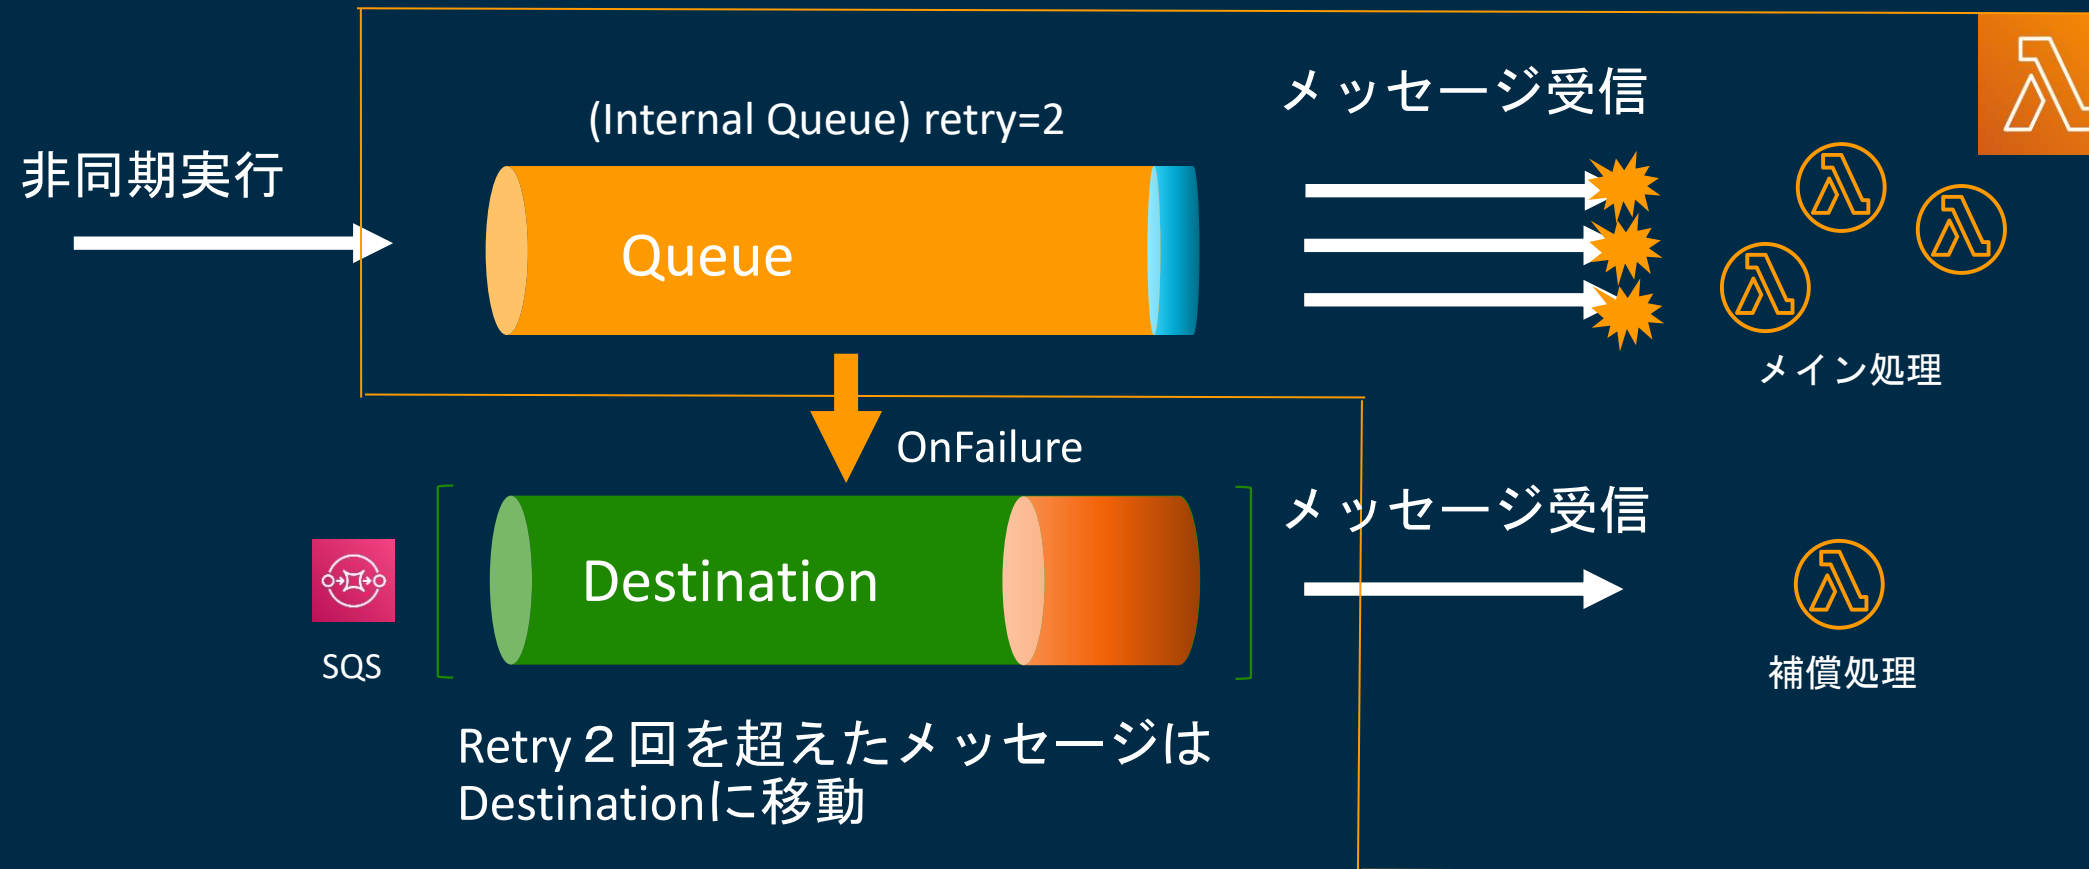 メッセージ受信
(Internal Queue) retry=2
非同期実行
Queue
メイン処理
OnFailure
メッセージ受信
Destination
SQS
補償処理
Retry２回を超えたメッセージは
Destinationに移動